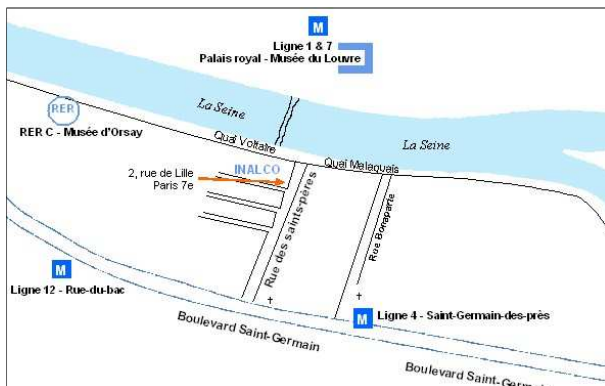 M
Ligne 1 & 7
Palais royal - Musée du Louvre
La Seine
RER
RER C - Musée d'Orsay
Quai Voltaire
La Seine
Quai Malaquais
INALCO
2, rue de Lille
Paris 7e
Rue des saints-pères
Rue Bonaparte
M
Ligne 12 - Rue-du-bac
M
Ligne 4 - Saint-Germain-des-près
Boulevard Saint-Germain
Boulevard Saint-Germain